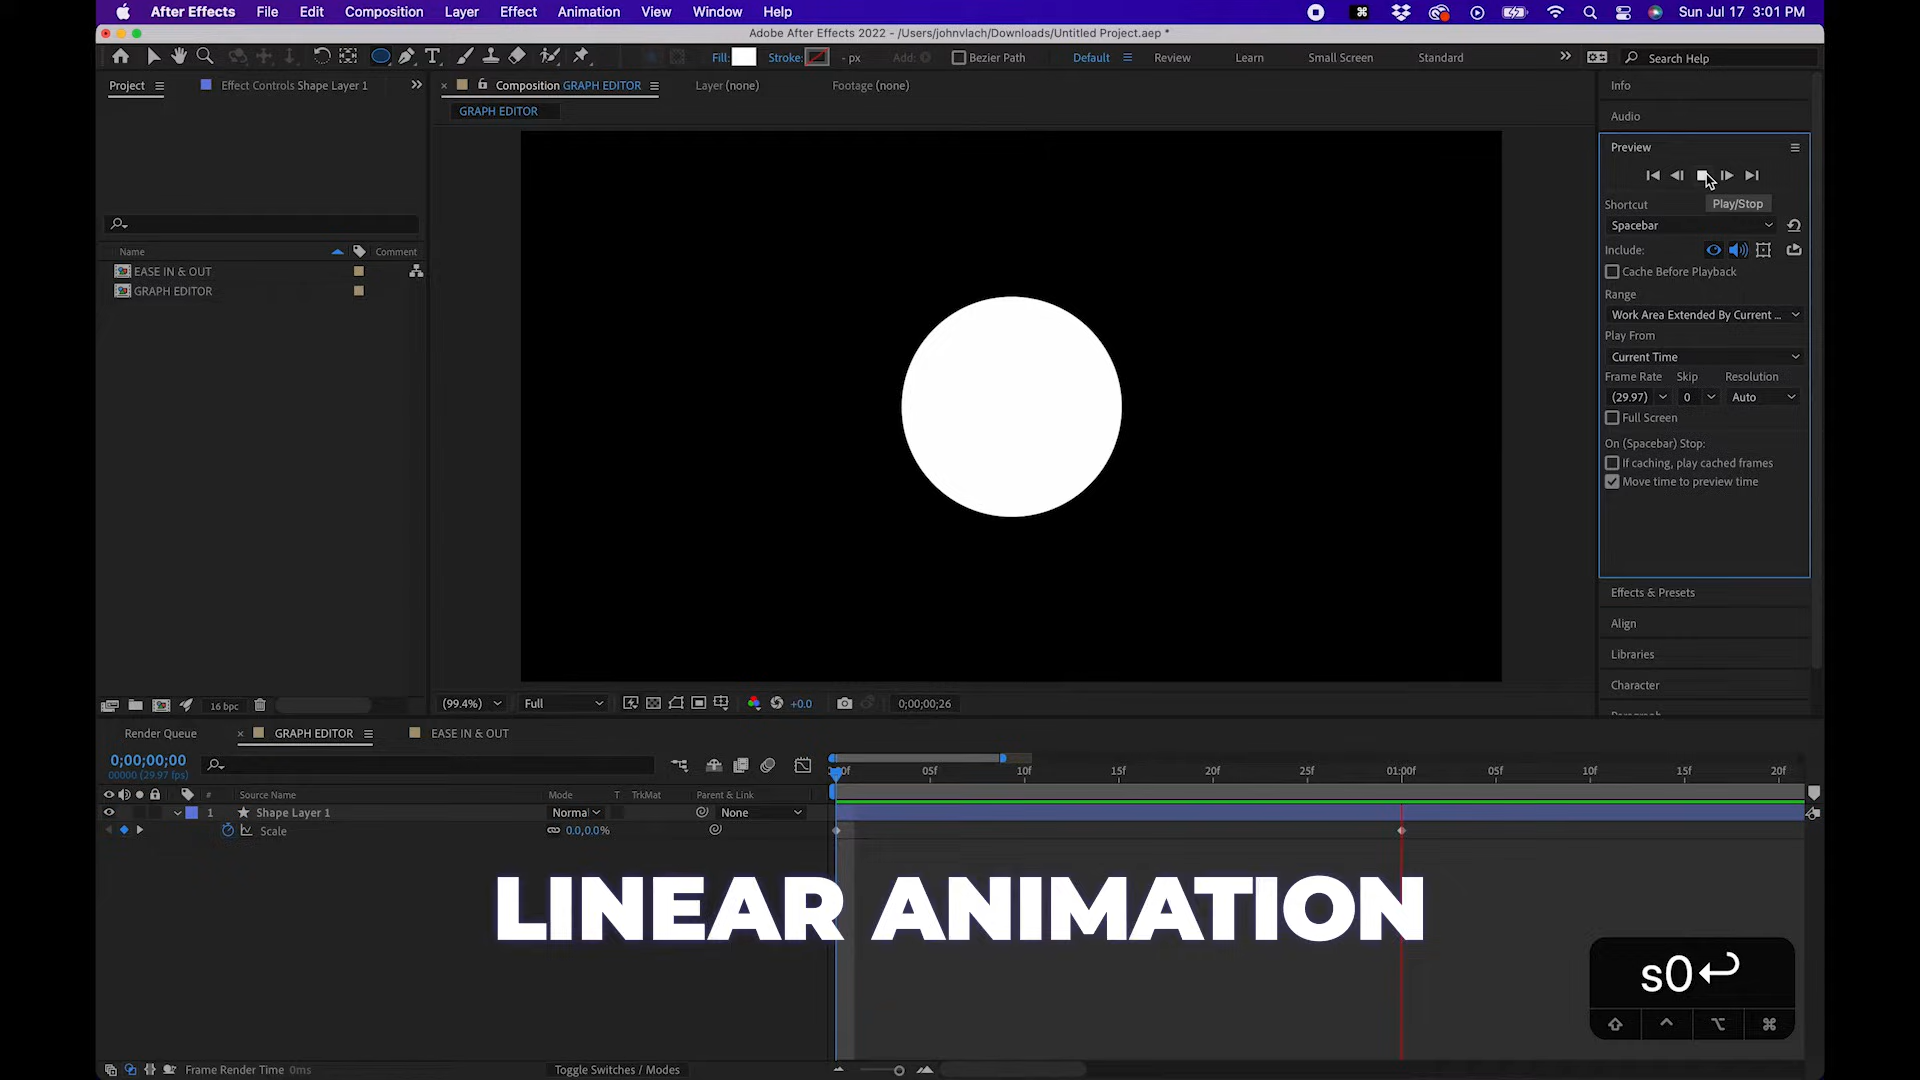 After Effects File Edit Composition Layer Effect Animation View Window Help Sun Jul 17 3:01 PM
Adobe After Effects 2022 - /Users/johnvlach/Downloads/Untitled Project.aep *
Fill: Stroke: - px Add: Bezier Path Default Review Learn Small Screen Standard Search Help
Project Effect Controls Shape Layer 1 Composition GRAPH EDITOR Layer (none) Footage (none) Info
GRAPH EDITOR
Audio
Preview
Play/Stop
Shortcut
Spacebar
Include:
Cache Before Playback
Range
Work Area Extended By Current ...
Play From
Current Time
Frame Rate Skip Resolution
(29.97) 0 Auto
Full Screen
On (Spacebar) Stop:
If caching, play cached frames
Move time to preview time
Effects & Presets
Align
Libraries
Character
Name Comment
EASE IN & OUT
GRAPH EDITOR
16 bpc (99.4%) Full +0.0 0;00;00;26
Render Queue GRAPH EDITOR EASE IN & OUT
0;00;00;00
00000 (29.97 fps)
05f 10f 15f 20f 25f 01:00f 05f 10f 15f 20f
# Source Name Mode T TrkMat Parent & Link
1 Shape Layer 1 Normal None
Scale 0.0,0.0%
LINEAR ANIMATION
s0↩
Frame Render Time 0ms Toggle Switches / Modes